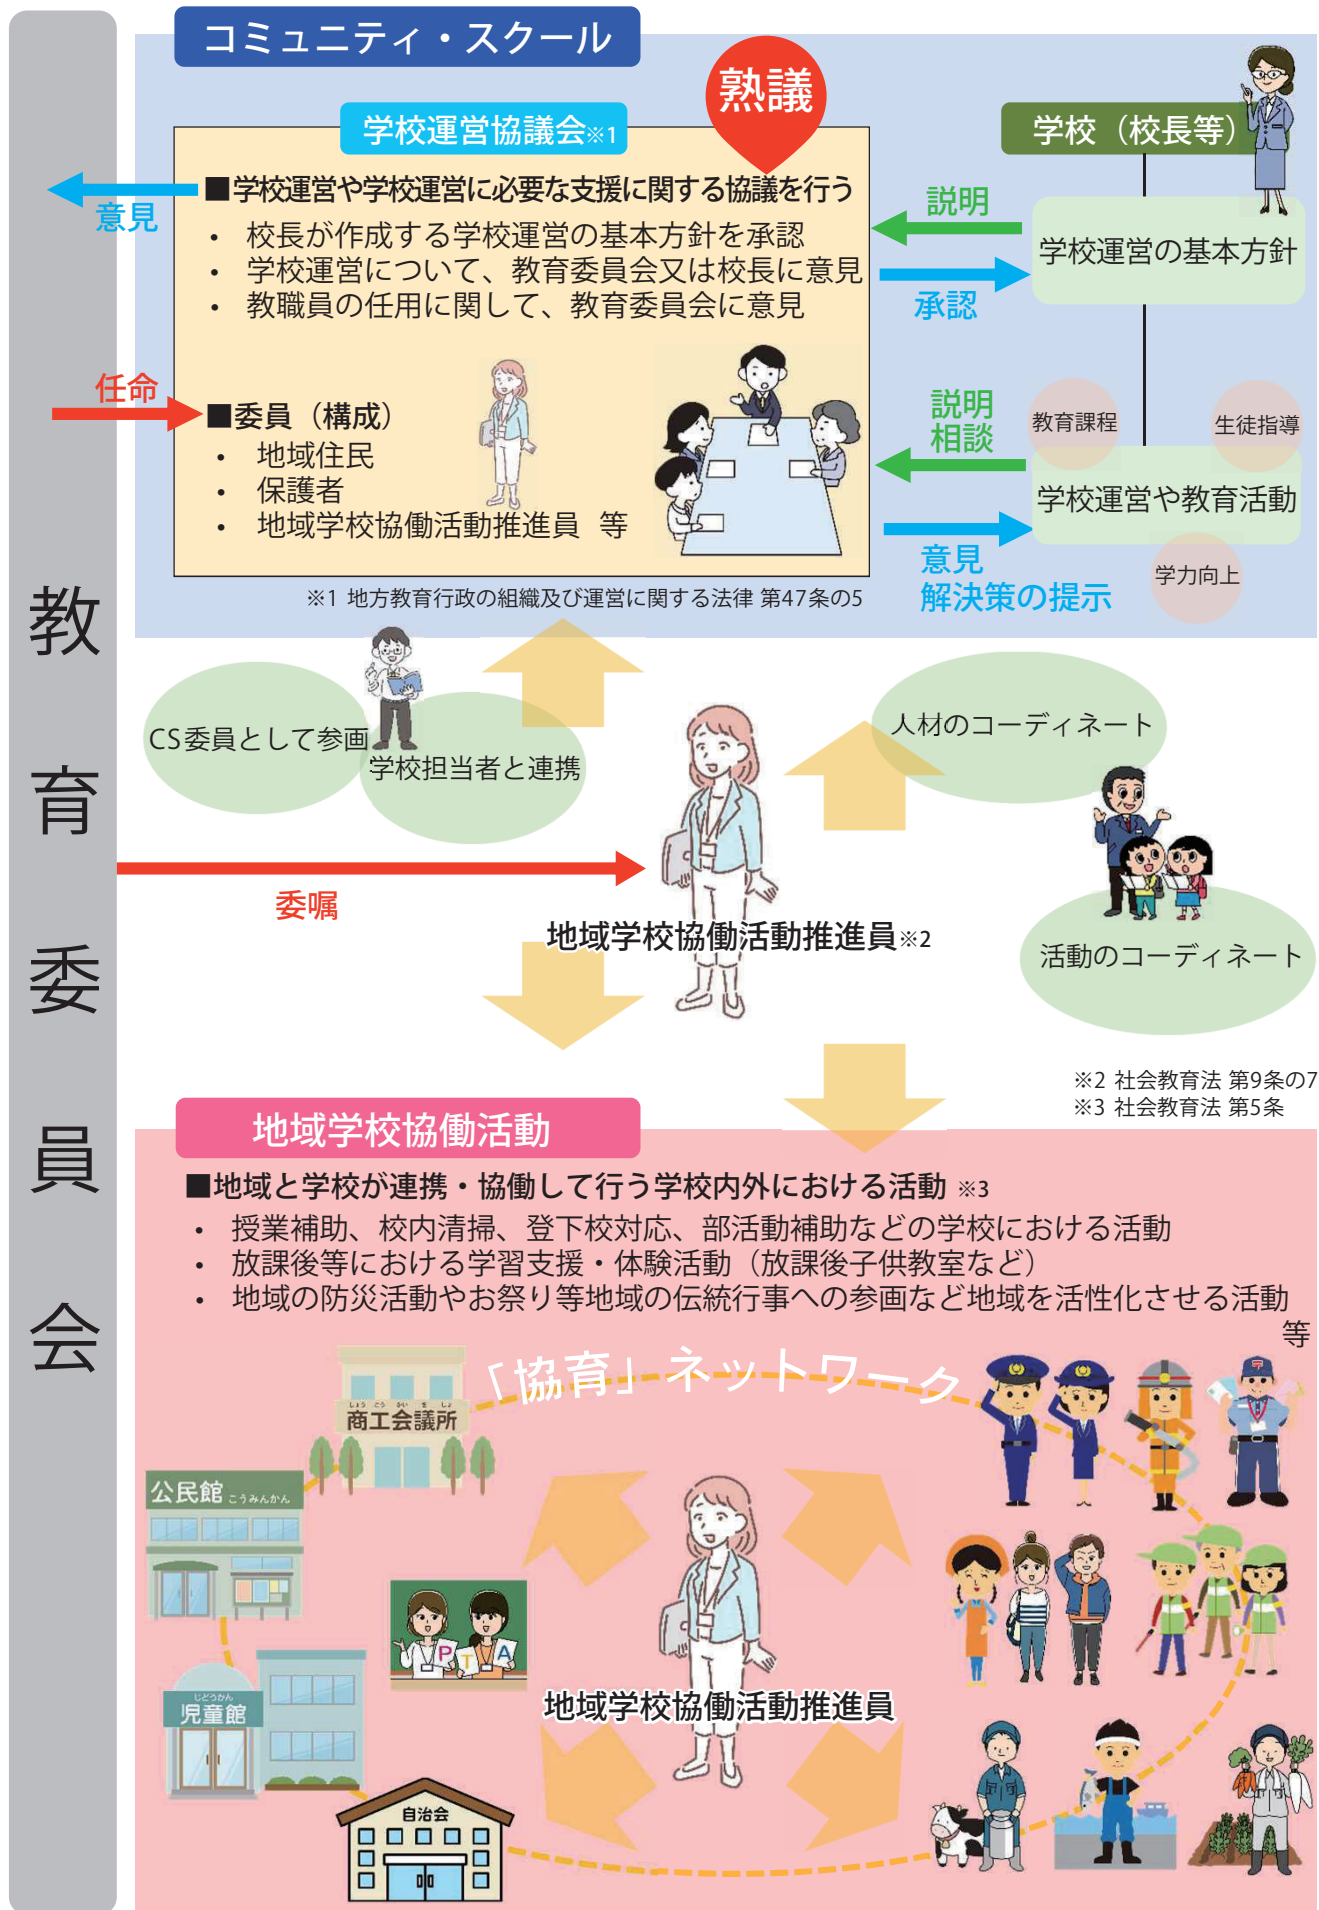 教育委員会
コミュニティ・スクール
熟議
学校運営協議会※1
■学校運営や学校運営に必要な支援に関する協議を行う
・ 校長が作成する学校運営の基本方針を承認
・ 学校運営について、教育委員会又は校長に意見
・ 教職員の任用に関して、教育委員会に意見
意見
任命
■委員（構成）
・ 地域住民
・ 保護者
・ 地域学校協働活動推進員 等
※1 地方教育行政の組織及び運営に関する法律 第47条の5
学校（校長等）
説明
学校運営の基本方針
承認
説明
相談
教育課程
生徒指導
学校運営や教育活動
意見
解決策の提示
学力向上
CS委員として参画
学校担当者と連携
人材のコーディネート
委嘱
地域学校協働活動推進員※2
活動のコーディネート
※2 社会教育法 第9条の7
※3 社会教育法 第5条
地域学校協働活動
■地域と学校が連携・協働して行う学校内外における活動 ※3
・ 授業補助、校内清掃、登下校対応、部活動補助などの学校における活動
・ 放課後等における学習支援・体験活動（放課後子供教室など）
・ 地域の防災活動やお祭り等地域の伝統行事への参画など地域を活性化させる活動
等
「協育」ネットワーク
しょうこうかいぎしょ
商工会議所
公民館 こうみんかん
PTA
じどうかん
児童館
地域学校協働活動推進員
自治会